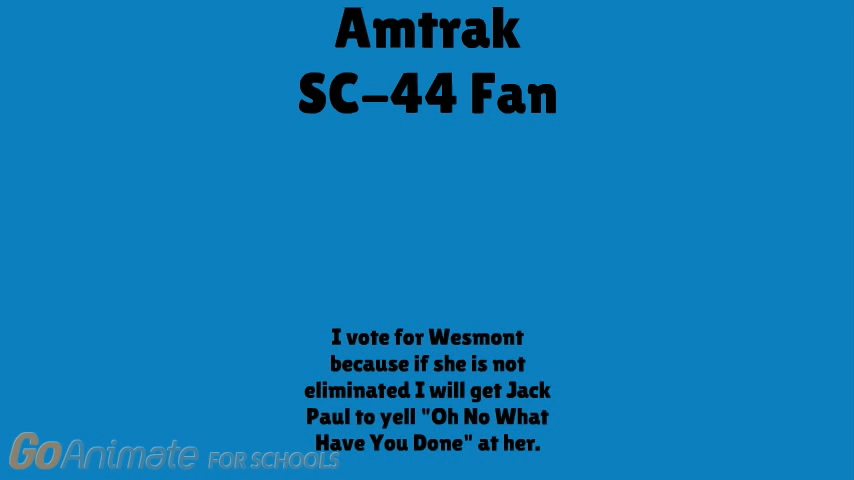 Amtrak
SC-44 Fan
I vote for Wesmont
because if she is not
eliminated I will get Jack
Paul to yell "Oh No What
Have You Done" at her.
GoAnimate FOR SCHOOLS